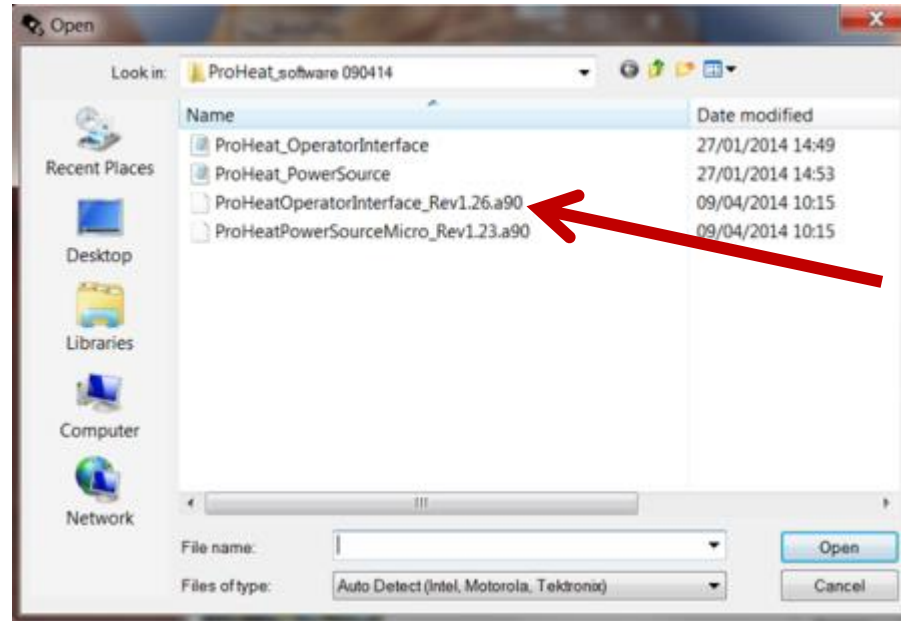 Open
Look in: ProHeat_software 090414
Name Date modified
ProHeat_OperatorInterface 27/01/2014 14:49
ProHeat_PowerSource 27/01/2014 14:53
ProHeatOperatorInterface_Rev1.26.a90 09/04/2014 10:15
ProHeatPowerSourceMicro_Rev1.23.a90 09/04/2014 10:15
Recent Places
Desktop
Libraries
Computer
Network
File name: Open
Files of type: Auto Detect (Intel, Motorola, Tektronix) Cancel